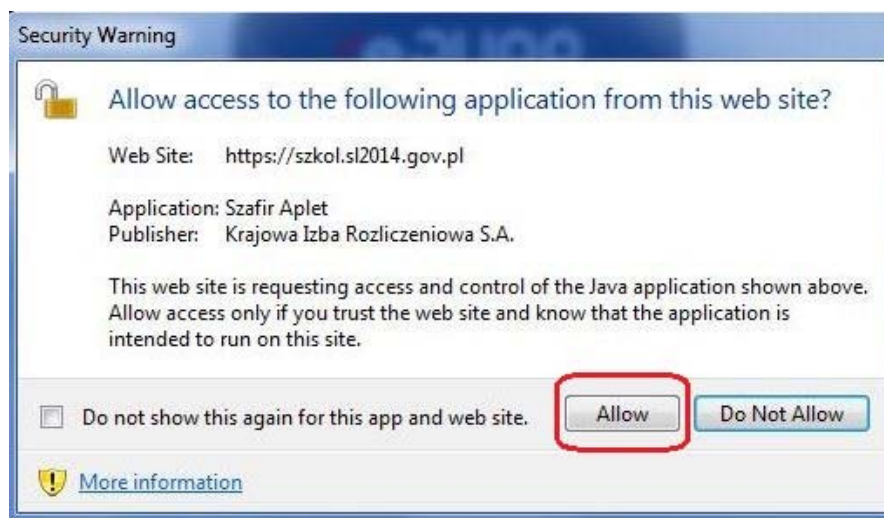 Security Warning
Allow access to the following application from this web site?
Web Site: https://szkol.sl2014.gov.pl
Application: Szafir Aplet
Publisher: Krajowa Izba Rozliczeniowa S.A.
This web site is requesting access and control of the Java application shown above.
Allow access only if you trust the web site and know that the application is
intended to run on this site.
Do not show this again for this app and web site. Allow Do Not Allow
More information